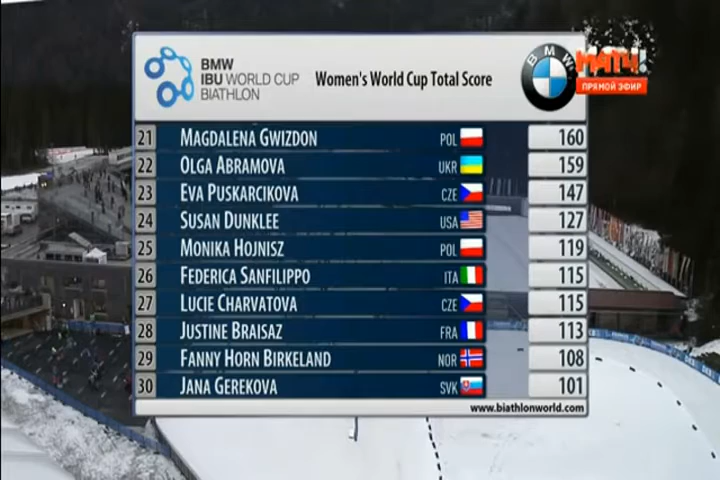 BMW
IBU WORLD CUP
BIATHLON
Women's World Cup Total Score
BMW
МАТЧ!
ПРЯМОЙ ЭФИР
21 MAGDALENA GWIZDON POL 160
22 OLGA ABRAMOVA UKR 159
23 EVA PUSKARCIKOVA CZE 147
24 SUSAN DUNKLEE USA 127
25 MONIKA HOJNISZ POL 119
26 FEDERICA SANFILIPPO ITA 115
27 LUCIE CHARVATOVA CZE 115
28 JUSTINE BRAISAZ FRA 113
29 FANNY HORN BIRKELAND NOR 108
30 JANA GEREKOVA SVK 101
www.biathlonworld.com